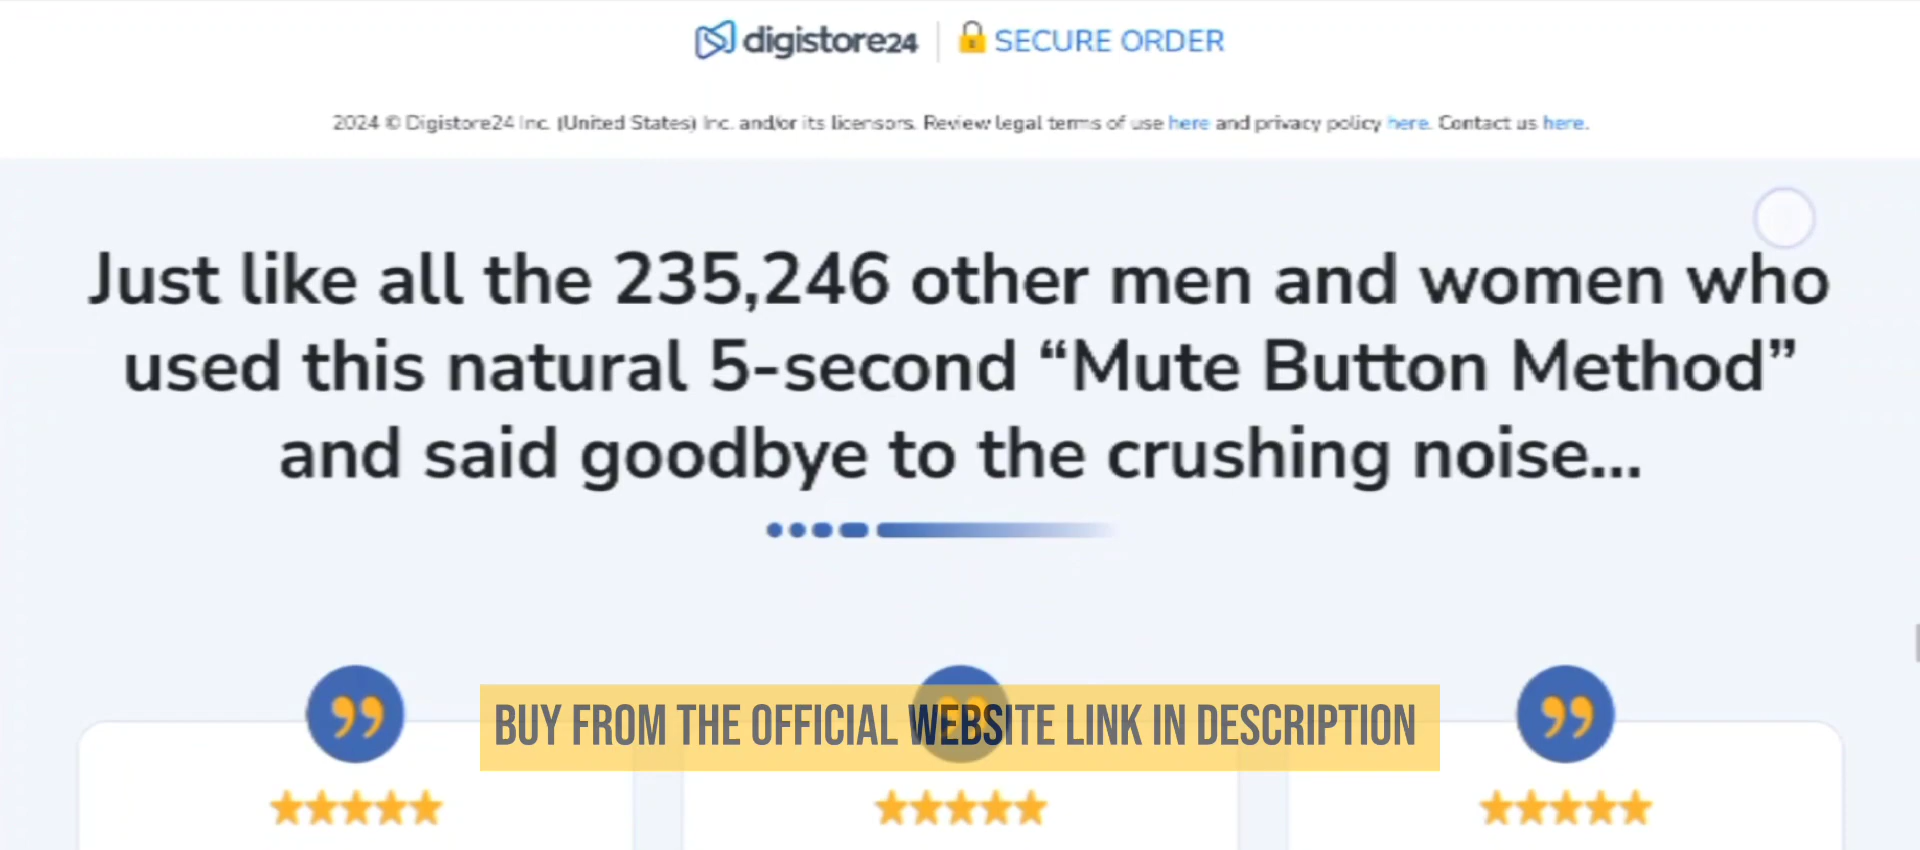 digistore24 SECURE ORDER
2024 © Digistore24 Inc. (United States) Inc. and/or its licensors. Review legal terms of use here and privacy policy here. Contact us here.
Just like all the 235,246 other men and women who
used this natural 5-second “Mute Button Method”
and said goodbye to the crushing noise...
BUY FROM THE OFFICIAL WEBSITE LINK IN DESCRIPTION